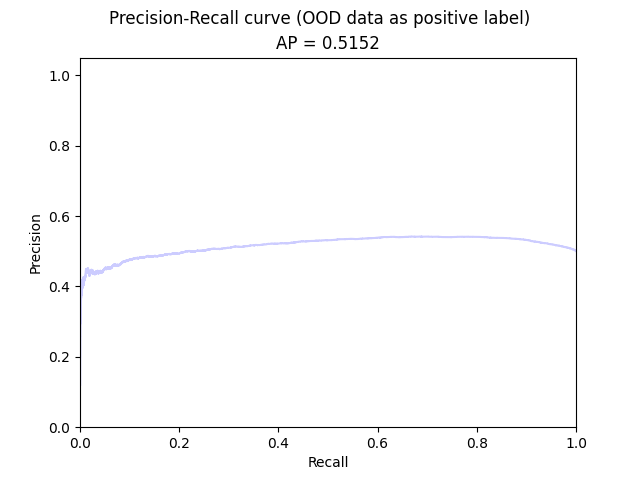 Precision-Recall curve (OOD data as positive label)
AP = 0.5152
1.0
0.8
0.6
0.4
0.2
0.0
Precision
0.0 0.2 0.4 0.6 0.8 1.0
Recall